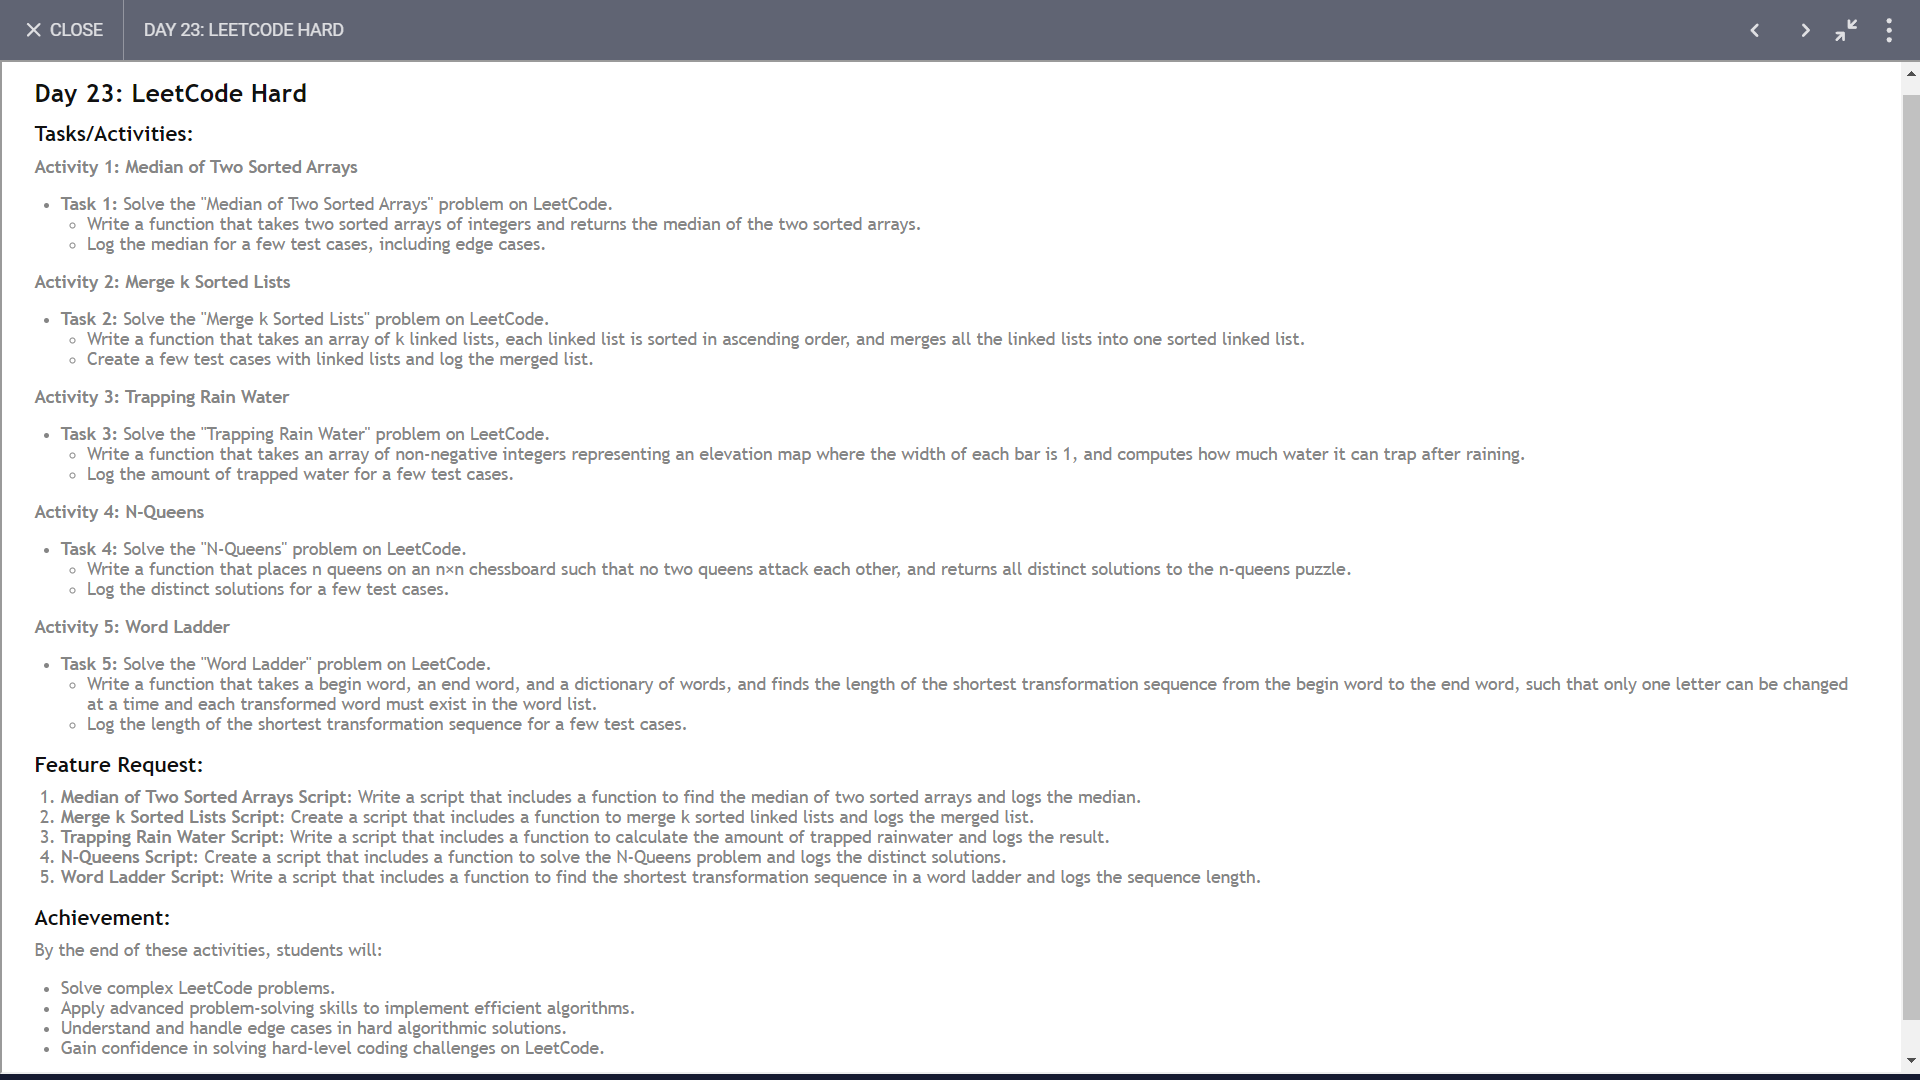 CLOSE
DAY 23: LEETCODE HARD
Day 23: LeetCode Hard
Tasks/Activities:
Activity 1: Median of Two Sorted Arrays
Task 1: Solve the "Median of Two Sorted Arrays" problem on LeetCode.
Write a function that takes two sorted arrays of integers and returns the median of the two sorted arrays.
Log the median for a few test cases, including edge cases.
Activity 2: Merge k Sorted Lists
Task 2: Solve the "Merge k Sorted Lists" problem on LeetCode.
Write a function that takes an array of k linked lists, each linked list is sorted in ascending order, and merges all the linked lists into one sorted linked list.
Create a few test cases with linked lists and log the merged list.
Activity 3: Trapping Rain Water
Task 3: Solve the "Trapping Rain Water" problem on LeetCode.
Write a function that takes an array of non-negative integers representing an elevation map where the width of each bar is 1, and computes how much water it can trap after raining.
Log the amount of trapped water for a few test cases.
Activity 4: N-Queens
Task 4: Solve the "N-Queens" problem on LeetCode.
Write a function that places n queens on an n×n chessboard such that no two queens attack each other, and returns all distinct solutions to the n-queens puzzle.
Log the distinct solutions for a few test cases.
Activity 5: Word Ladder
Task 5: Solve the "Word Ladder" problem on LeetCode.
Write a function that takes a begin word, an end word, and a dictionary of words, and finds the length of the shortest transformation sequence from the begin word to the end word, such that only one letter can be changed
at a time and each transformed word must exist in the word list.
Log the length of the shortest transformation sequence for a few test cases.
Feature Request:
1. Median of Two Sorted Arrays Script: Write a script that includes a function to find the median of two sorted arrays and logs the median.
2. Merge k Sorted Lists Script: Create a script that includes a function to merge k sorted linked lists and logs the merged list.
3. Trapping Rain Water Script: Write a script that includes a function to calculate the amount of trapped rainwater and logs the result.
4. N-Queens Script: Create a script that includes a function to solve the N-Queens problem and logs the distinct solutions.
5. Word Ladder Script: Write a script that includes a function to find the shortest transformation sequence in a word ladder and logs the sequence length.
Achievement:
By the end of these activities, students will:
Solve complex LeetCode problems.
Apply advanced problem-solving skills to implement efficient algorithms.
Understand and handle edge cases in hard algorithmic solutions.
Gain confidence in solving hard-level coding challenges on LeetCode.